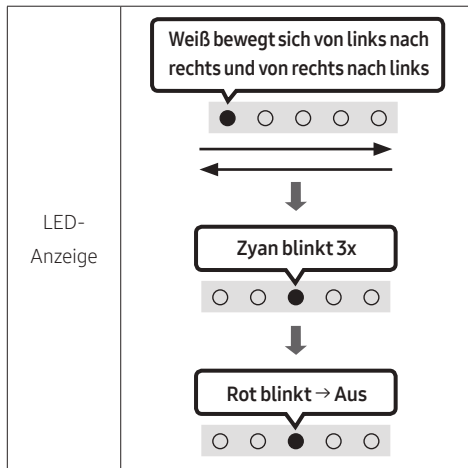 Weiß bewegt sich von links nach
rechts und von rechts nach links
LED-
Anzeige
Zyan blinkt 3x
Rot blinkt → Aus